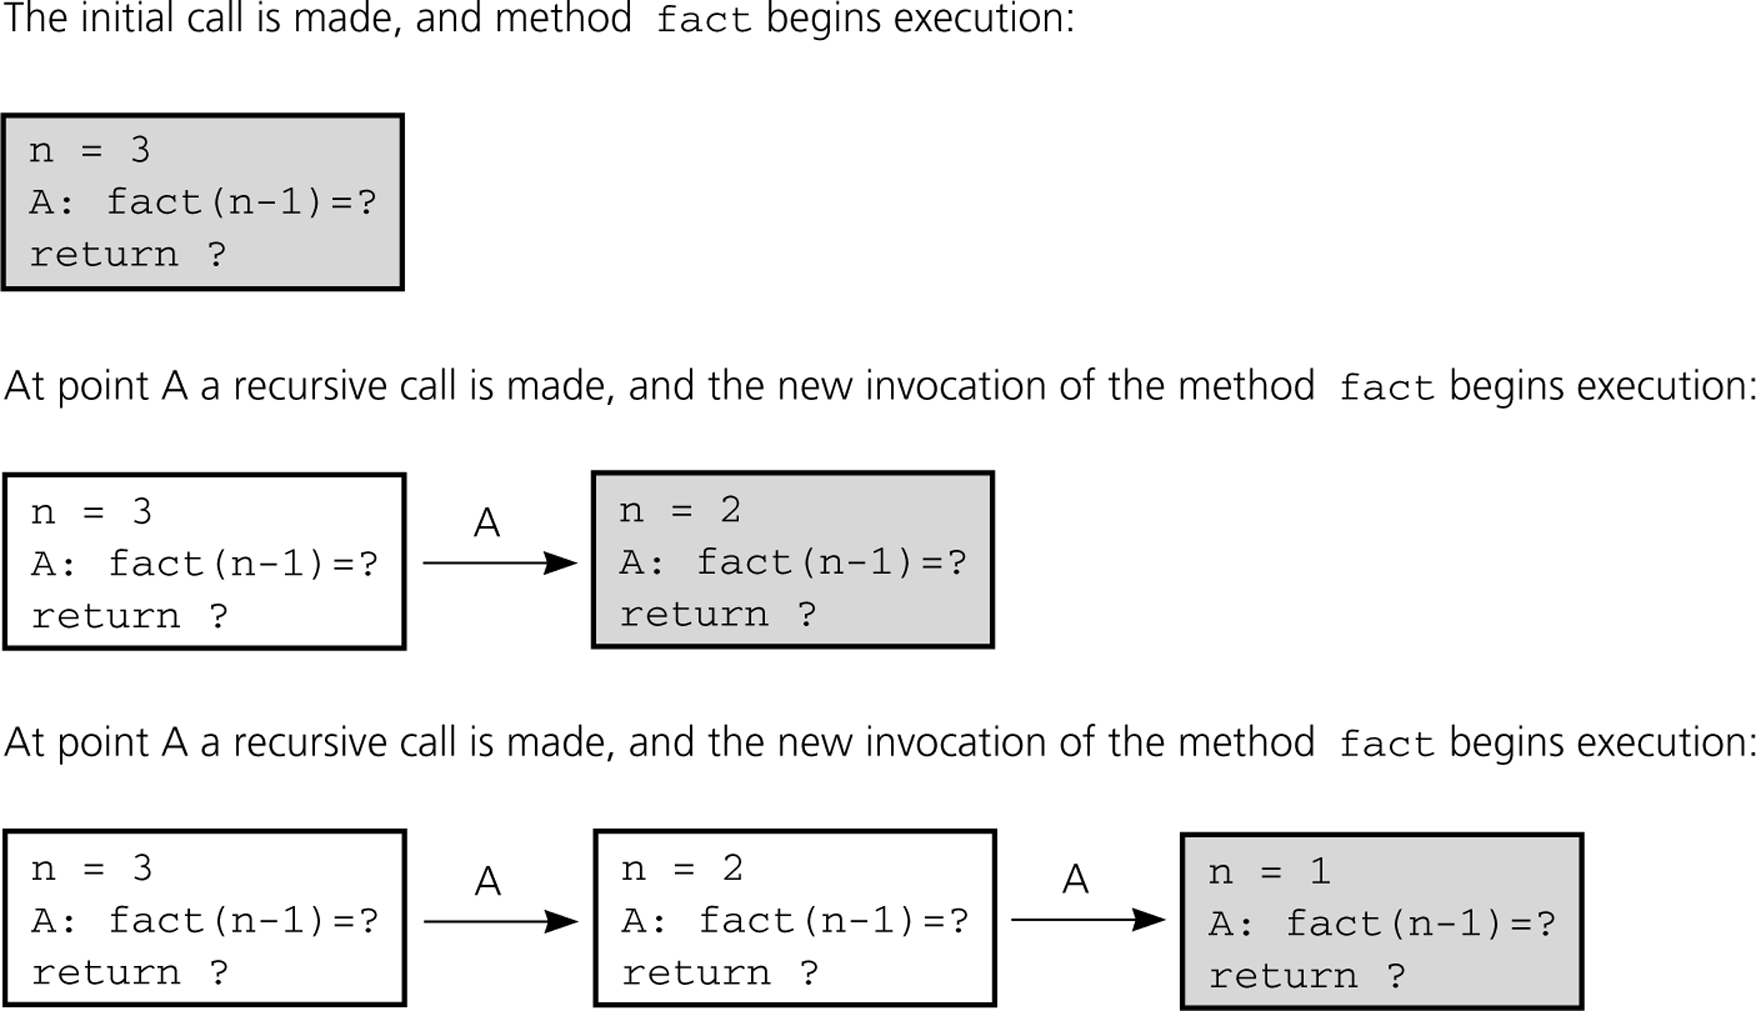 The initial call is made, and method fact begins execution:
n = 3
A: fact(n-1)=?
return ?
At point A a recursive call is made, and the new invocation of the method fact begins execution:
n = 3
A: fact(n-1)=?
return ?
A
n = 2
A: fact(n-1)=?
return ?
At point A a recursive call is made, and the new invocation of the method fact begins execution:
n = 3
A: fact(n-1)=?
return ?
A
n = 2
A: fact(n-1)=?
return ?
A
n = 1
A: fact(n-1)=?
return ?